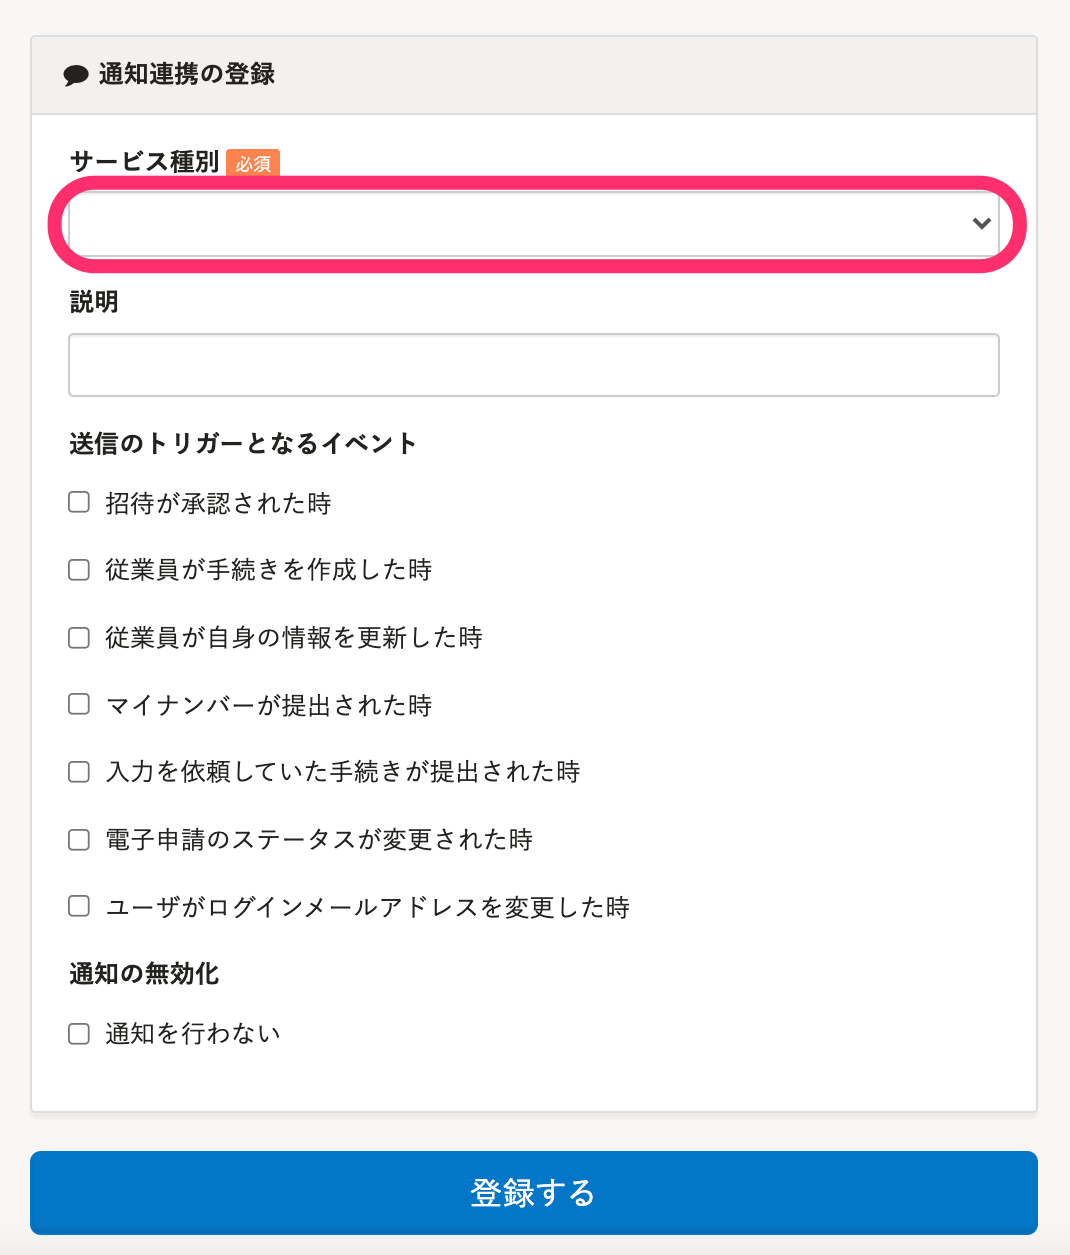 通知連携の登録
サービス種別 必須
説明
送信のトリガーとなるイベント
招待が承認された時
従業員が手続きを作成した時
従業員が自身の情報を更新した時
マイナンバーが提出された時
入力を依頼していた手続きが提出された時
電子申請のステータスが変更された時
ユーザがログインメールアドレスを変更した時
通知の無効化
通知を行わない
登録する